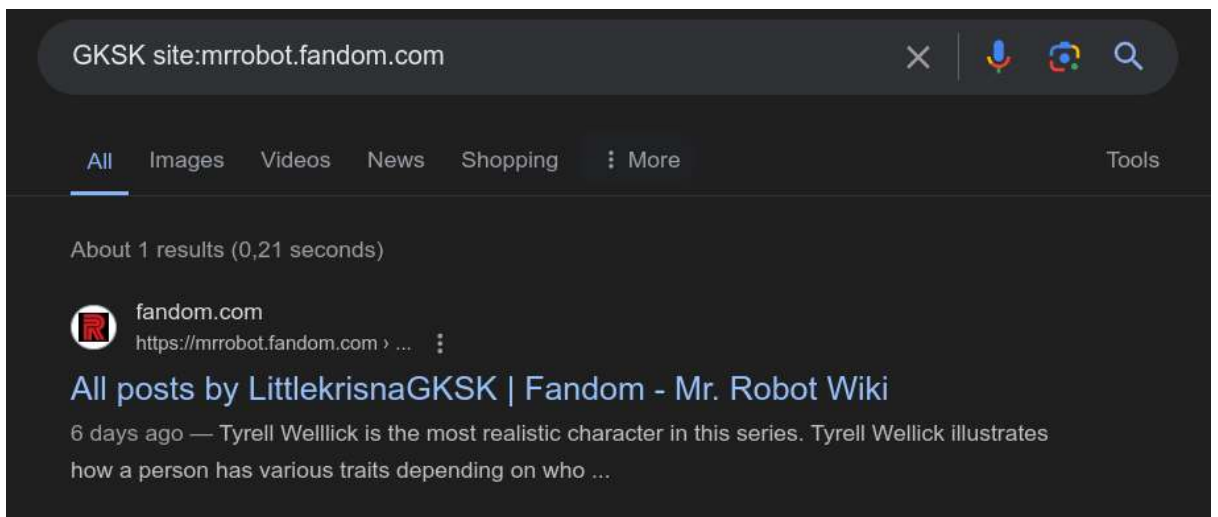 GKSK site:mrrobot.fandom.com
All Images Videos News Shopping More Tools
About 1 results (0,21 seconds)
fandom.com
https://mrrobot.fandom.com › ...
All posts by LittlekrisnaGKSK | Fandom - Mr. Robot Wiki
6 days ago — Tyrell Welllick is the most realistic character in this series. Tyrell Wellick illustrates
how a person has various traits depending on who ...